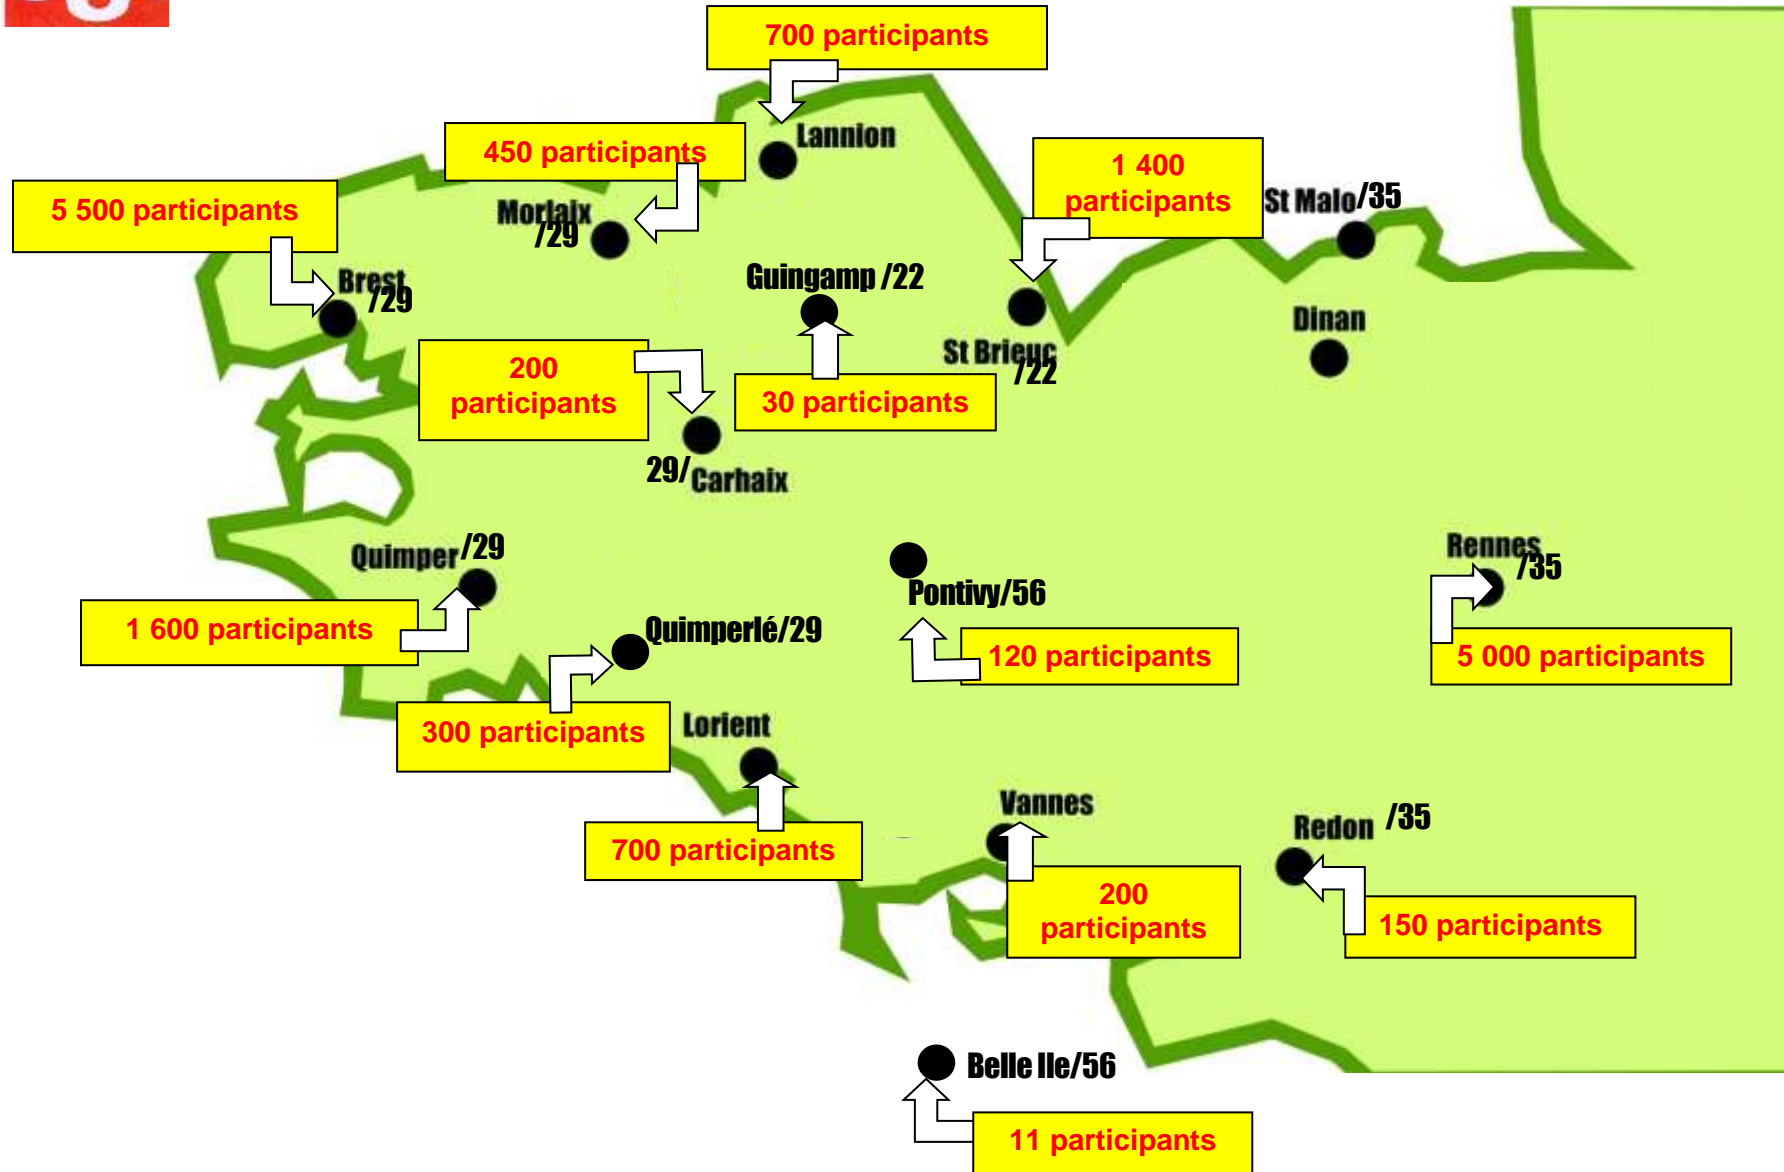 700 participants
Lannion
450 participants
1 400
participants
5 500 participants
Morlaix
/29
St Malo/35
Brest
/29
Guingamp /22
Dinan
St Brieuc
/22
200
participants
30 participants
29/Carhaix
Quimper/29
Rennes
/35
Pontivy/56
1 600 participants
Quimperlé/29
120 participants
5 000 participants
300 participants
Lorient
Vannes
Redon /35
700 participants
200
participants
150 participants
Belle Ile/56
11 participants